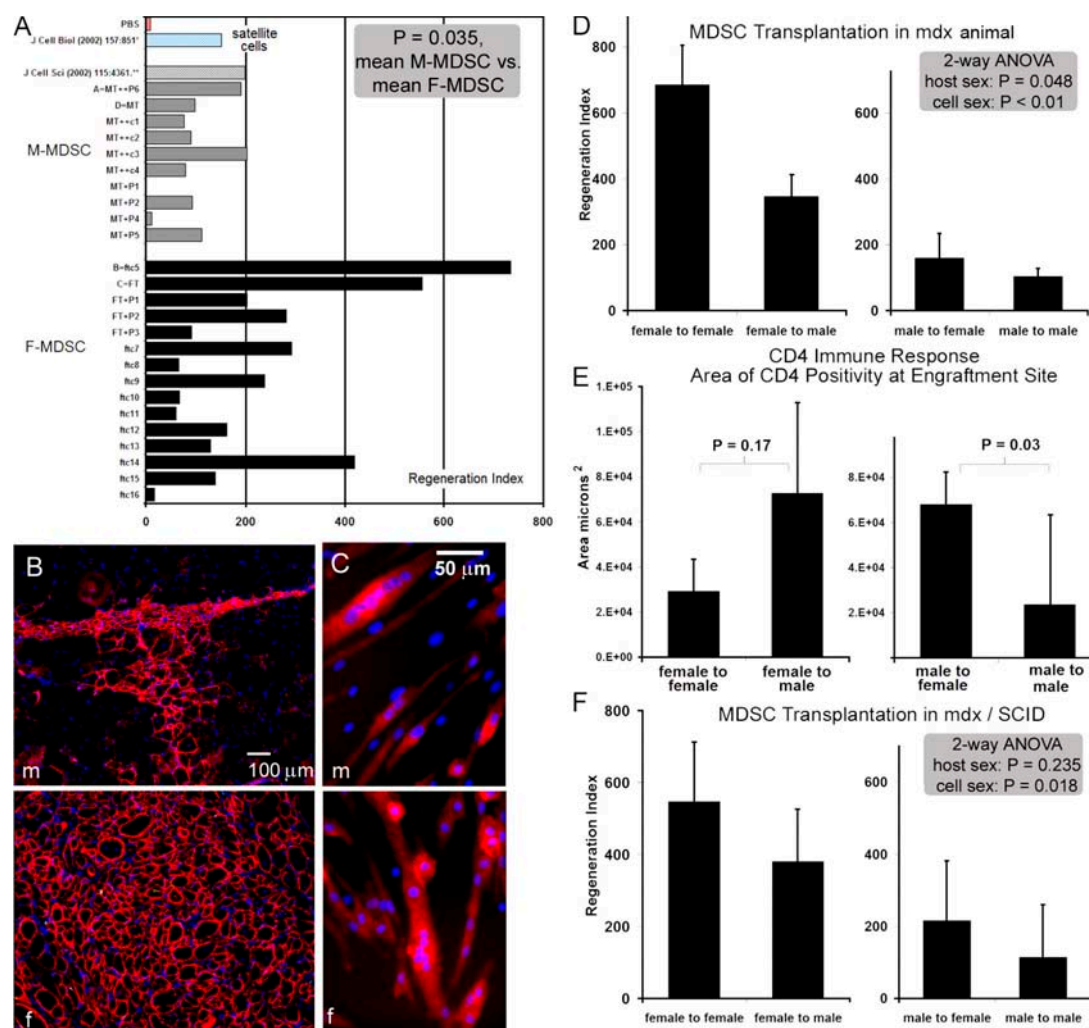 A
PBS
J Cell Biol (2002) 157:851*
satellite
cells
P = 0.035,
mean M-MDSC vs.
mean F-MDSC
J Cell Sci (2002) 115:4361.**
A=MT++P6
D=MT
MT++c1
MT++c2
M-MDSC
MT++c3
MT++c4
MT+P1
MT+P2
MT+P4
MT+P5
B=ftc5
C=FT
FT+P1
FT+P2
FT+P3
F-MDSC
ftc7
ftc8
ftc9
ftc10
ftc11
ftc12
ftc13
ftc14
ftc15
ftc16
Regeneration Index
0 200 400 600 800
B
m
100 µm
f
C
50 µm
m
f
D
MDSC Transplantation in mdx animal
2-way ANOVA
host sex: P = 0.048
cell sex: P < 0.01
Regeneration Index
800
600
400
200
0
600
400
200
0
female to female female to male
male to female male to male
CD4 Immune Response
E
Area of CD4 Positivity at Engraftment Site
Area microns 2
1.E+05
1.E+05
8.E+04
6.E+04
4.E+04
2.E+04
0.E+00
P = 0.17
8.E+04
6.E+04
4.E+04
2.E+04
0.E+00
P = 0.03
female to
female
female to
male
male to
female
male to
male
F
MDSC Transplantation in mdx / SCID
2-way ANOVA
host sex: P = 0.235
cell sex: P = 0.018
Regeneration Index
800
600
400
200
0
600
400
200
0
female to female female to male
male to female male to male